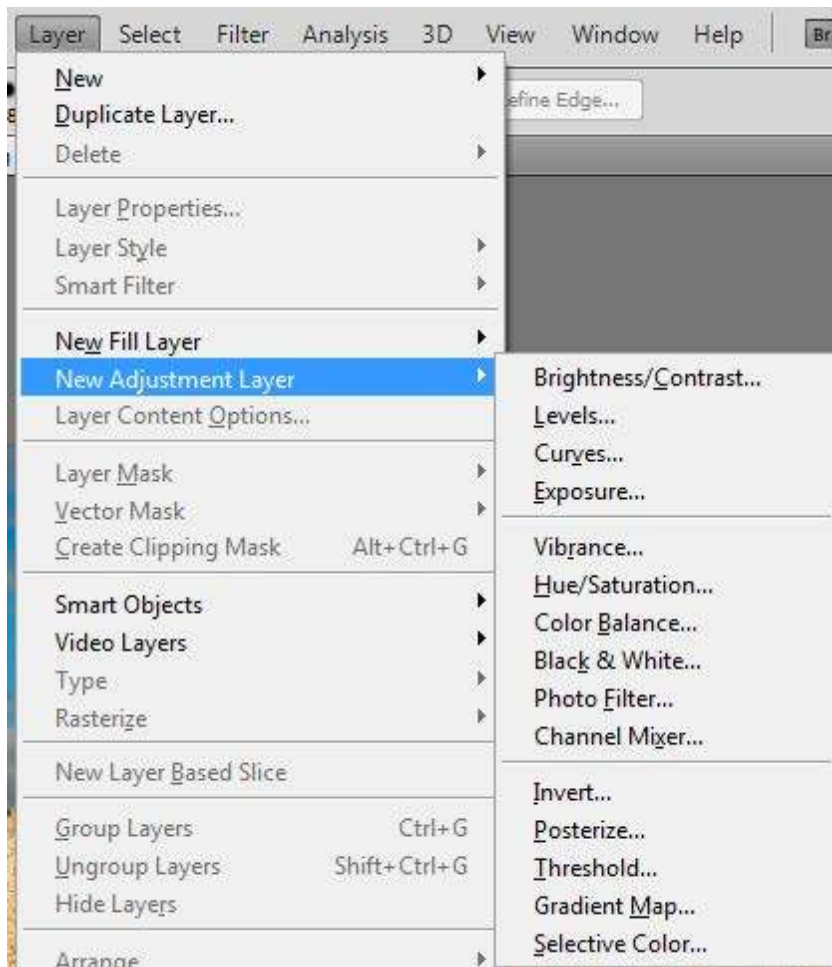 Layer Select Filter Analysis 3D View Window Help Br
New
Duplicate Layer...
efine Edge...
Delete
Layer Properties...
Layer Style
Smart Filter
New Fill Layer
New Adjustment Layer
Layer Content Options...
Layer Mask
Vector Mask
Create Clipping Mask Alt+Ctrl+G
Smart Objects
Video Layers
Type
Rasterize
New Layer Based Slice
Group Layers Ctrl+G
Ungroup Layers Shift+Ctrl+G
Hide Layers
Arrange
Brightness/Contrast...
Levels...
Curves...
Exposure...
Vibrance...
Hue/Saturation...
Color Balance...
Black & White...
Photo Filter...
Channel Mixer...
Invert...
Posterize...
Threshold...
Gradient Map...
Selective Color...